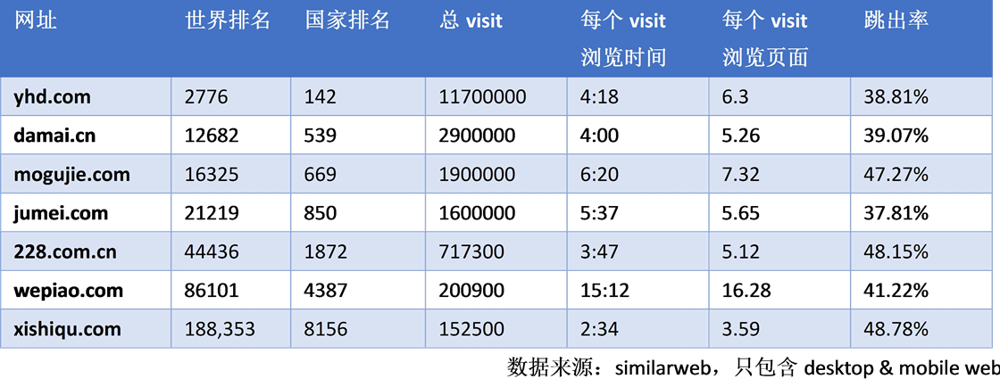 网址 世界排名 国家排名 总 visit 每个 visit 浏览时间 每个 visit 浏览页面 跳出率
yhd.com 2776 142 11700000 4:18 6.3 38.81%
damai.cn 12682 539 2900000 4:00 5.26 39.07%
mogujie.com 16325 669 1900000 6:20 7.32 47.27%
jumei.com 21219 850 1600000 5:37 5.65 37.81%
228.com.cn 44436 1872 717300 3:47 5.12 48.15%
wepiao.com 86101 4387 200900 15:12 16.28 41.22%
xishiqu.com 188,353 8156 152500 2:34 3.59 48.78%
数据来源：similarweb，只包含 desktop & mobile web